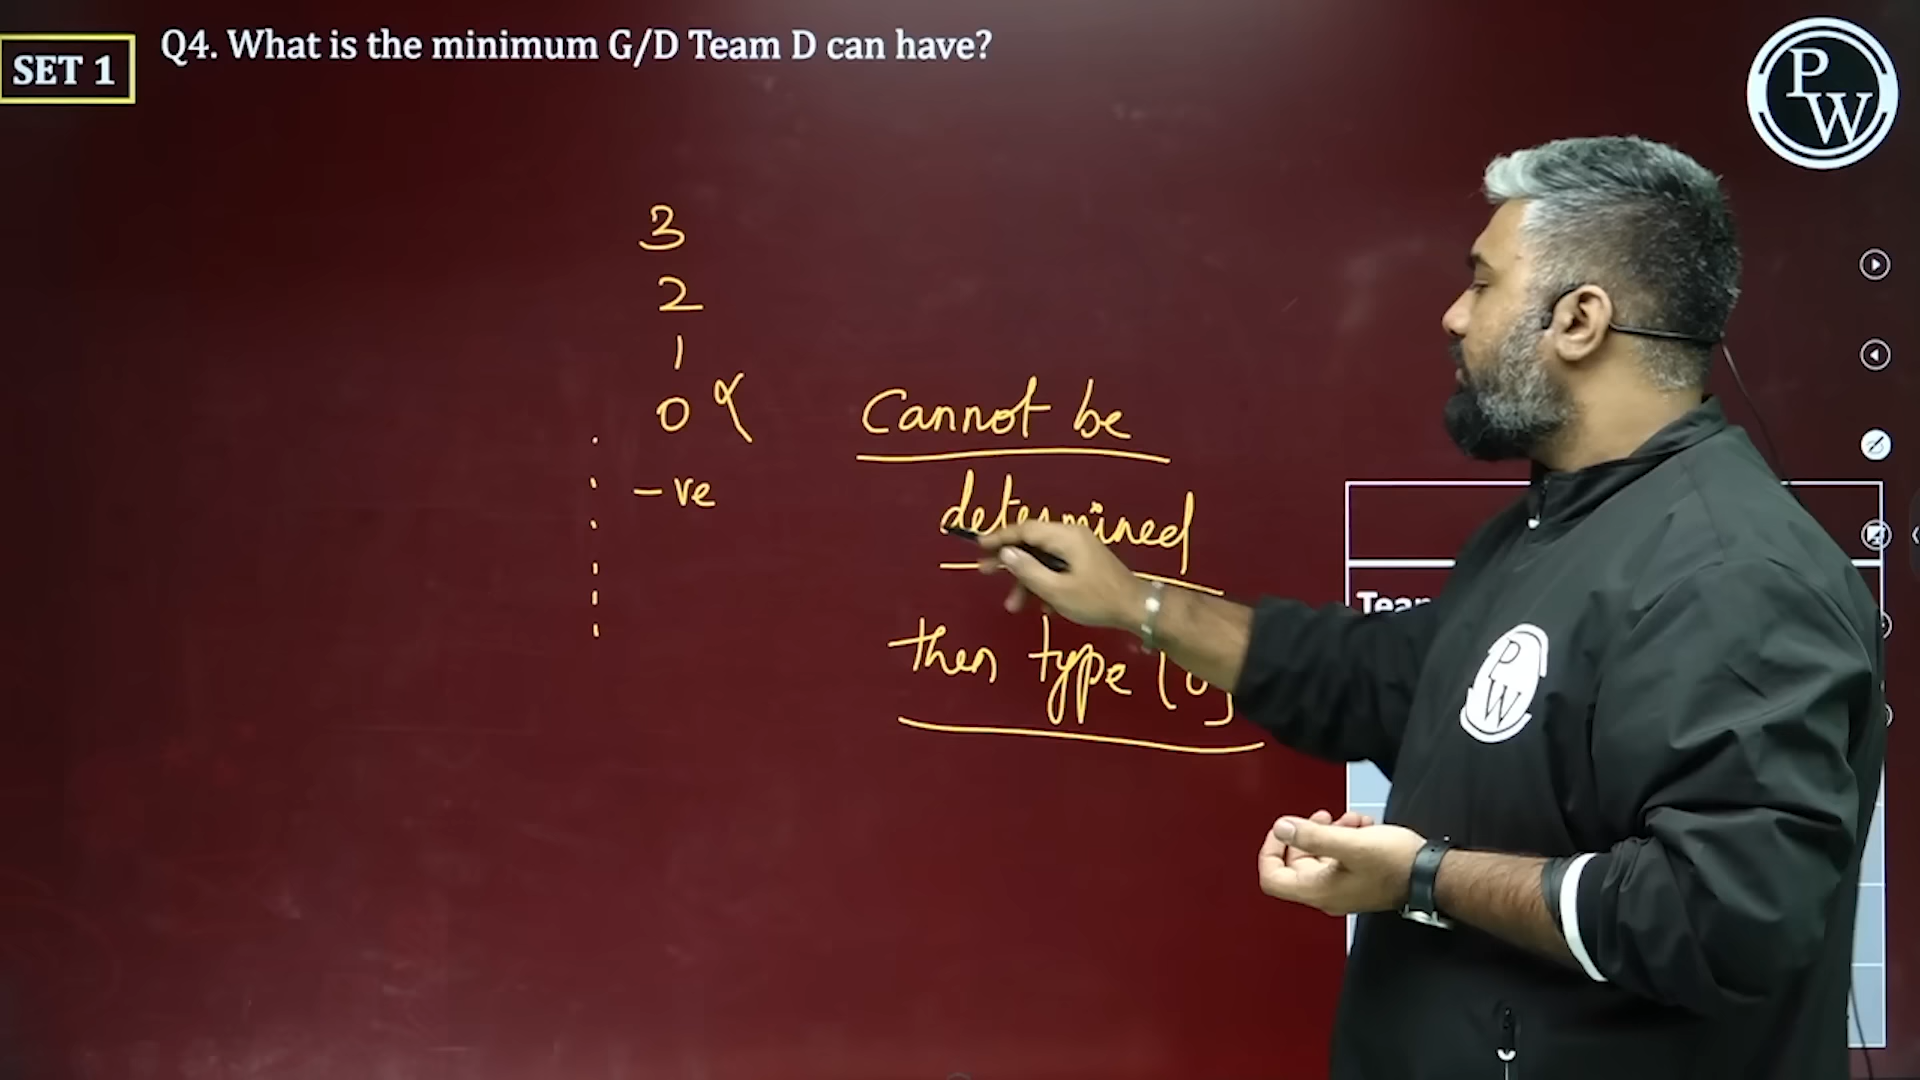 SET 1
Q4. What is the minimum G/D Team D can have?
P
W
3
2
1
0
-ve
Cannot be
determined
then type
P
W